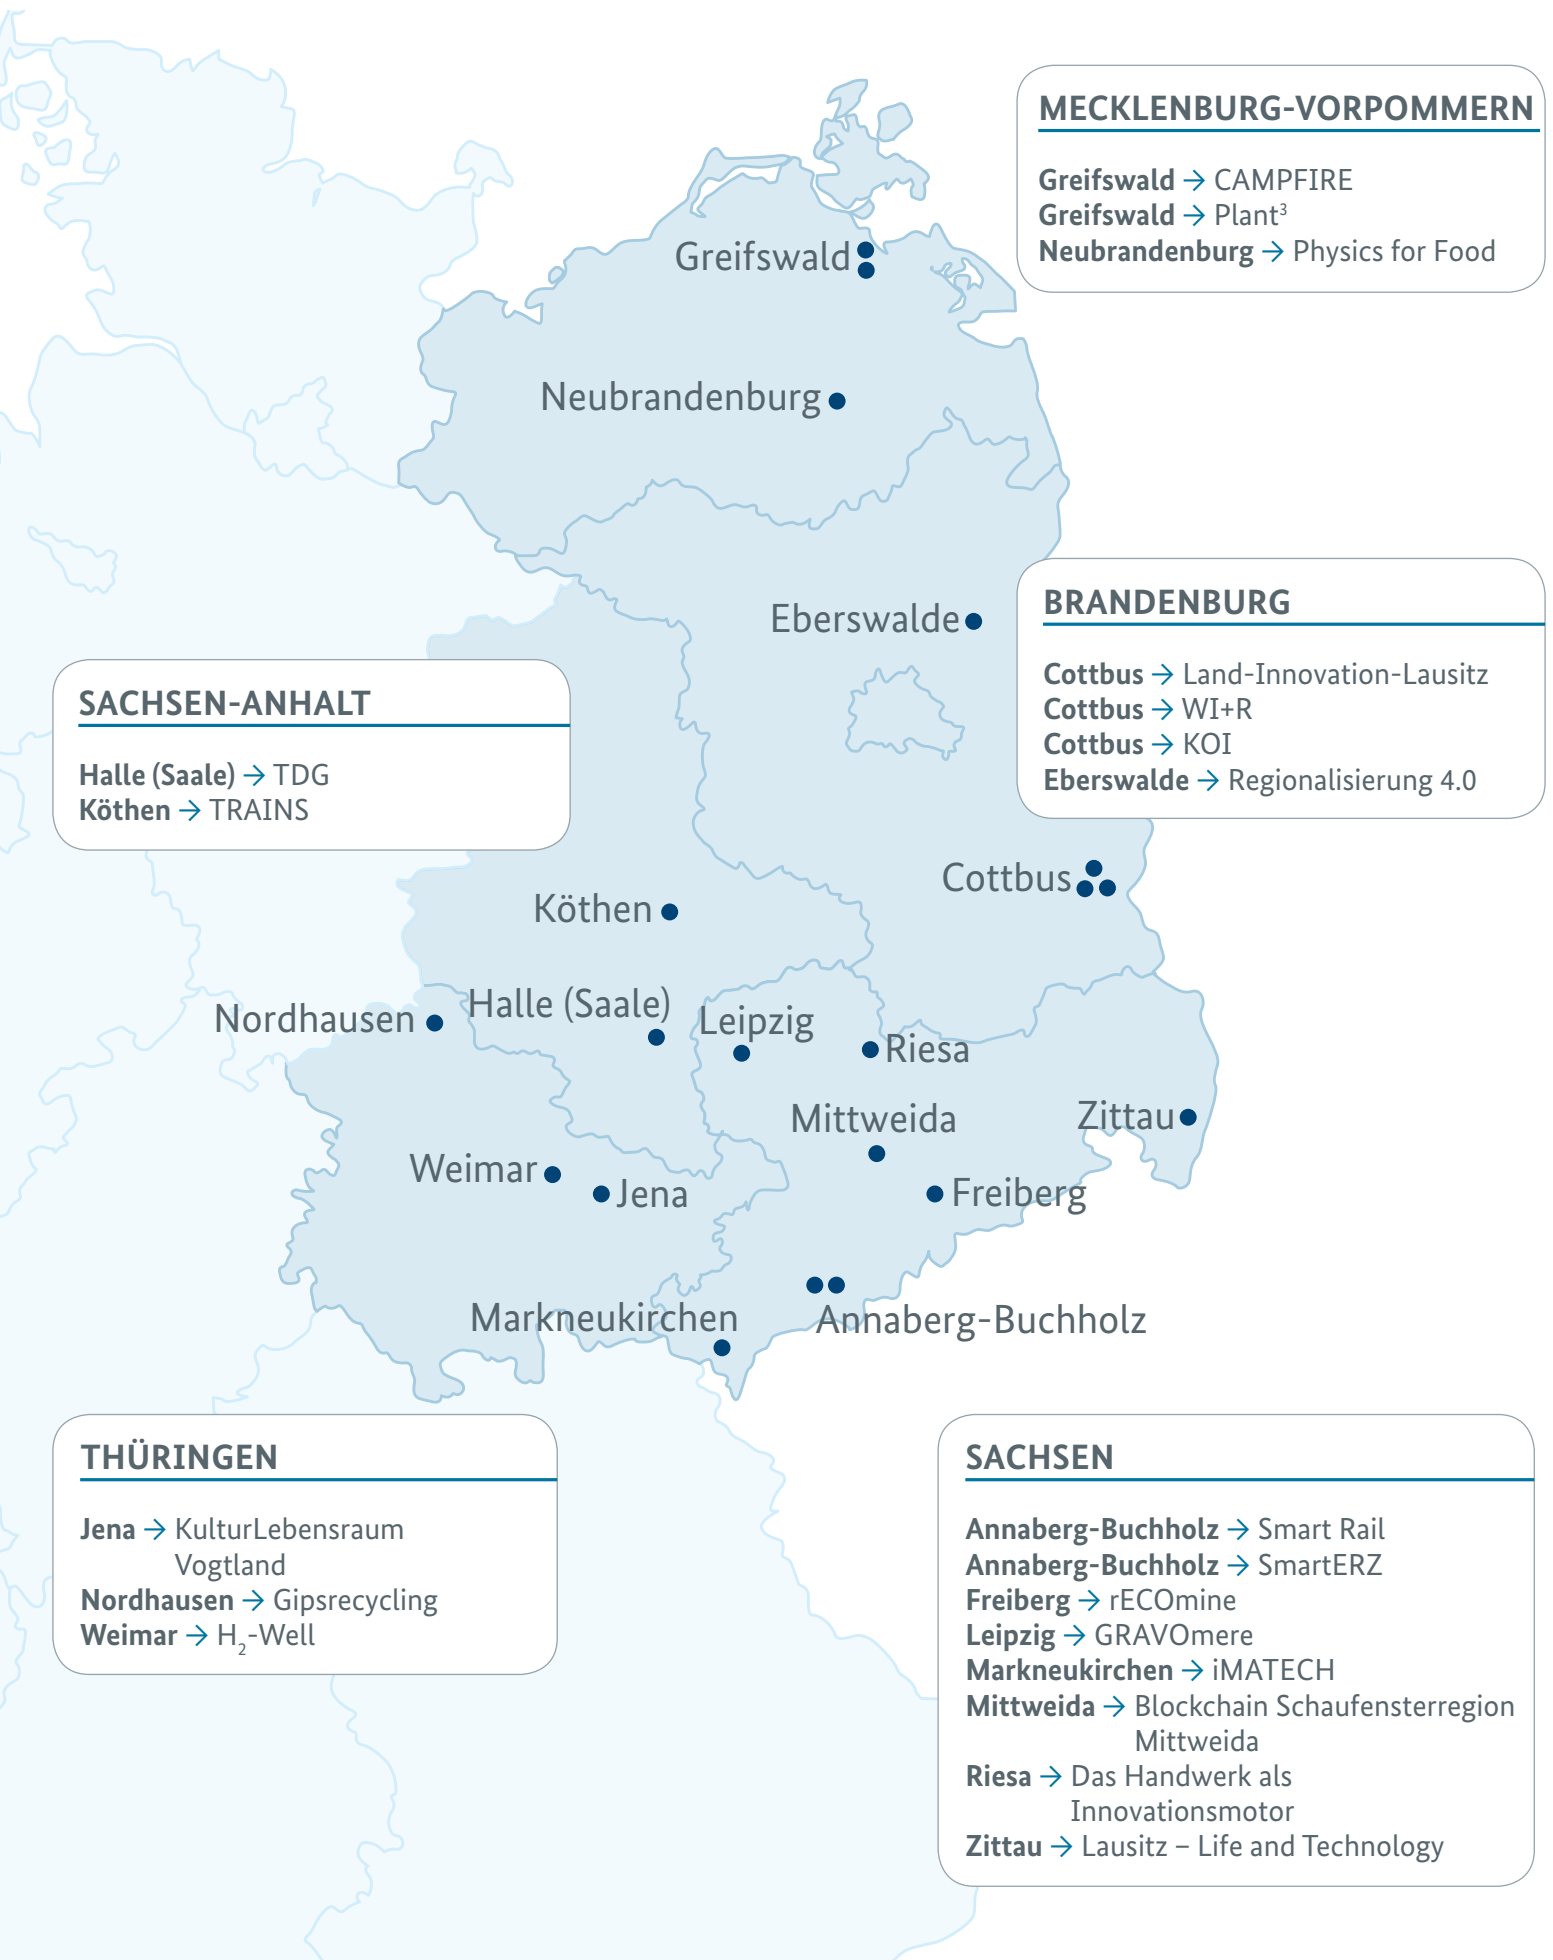 MECKLENBURG-VORPOMMERN
Greifswald → CAMPFIRE
Greifswald → Plant³
Neubrandenburg → Physics for Food
Greifswald
Neubrandenburg
Eberswalde
BRANDENBURG
Cottbus → Land-Innovation-Lausitz
Cottbus → WI+R
Cottbus → KOI
Eberswalde → Regionalisierung 4.0
SACHSEN-ANHALT
Halle (Saale) → TDG
Köthen → TRAINS
Cottbus
Köthen
Nordhausen
Halle (Saale)
Leipzig
Riesa
Mittweida
Zittau
Weimar
Jena
Freiberg
Markneukirchen
Annaberg-Buchholz
THÜRINGEN
Jena → KulturLebensraum
Vogtland
Nordhausen → Gipsrecycling
Weimar → H₂-Well
SACHSEN
Annaberg-Buchholz → Smart Rail
Annaberg-Buchholz → SmartERZ
Freiberg → rECOmine
Leipzig → GRAVOmere
Markneukirchen → iMATECH
Mittweida → Blockchain Schaufensterregion
Mittweida
Riesa → Das Handwerk als
Innovationsmotor
Zittau → Lausitz – Life and Technology